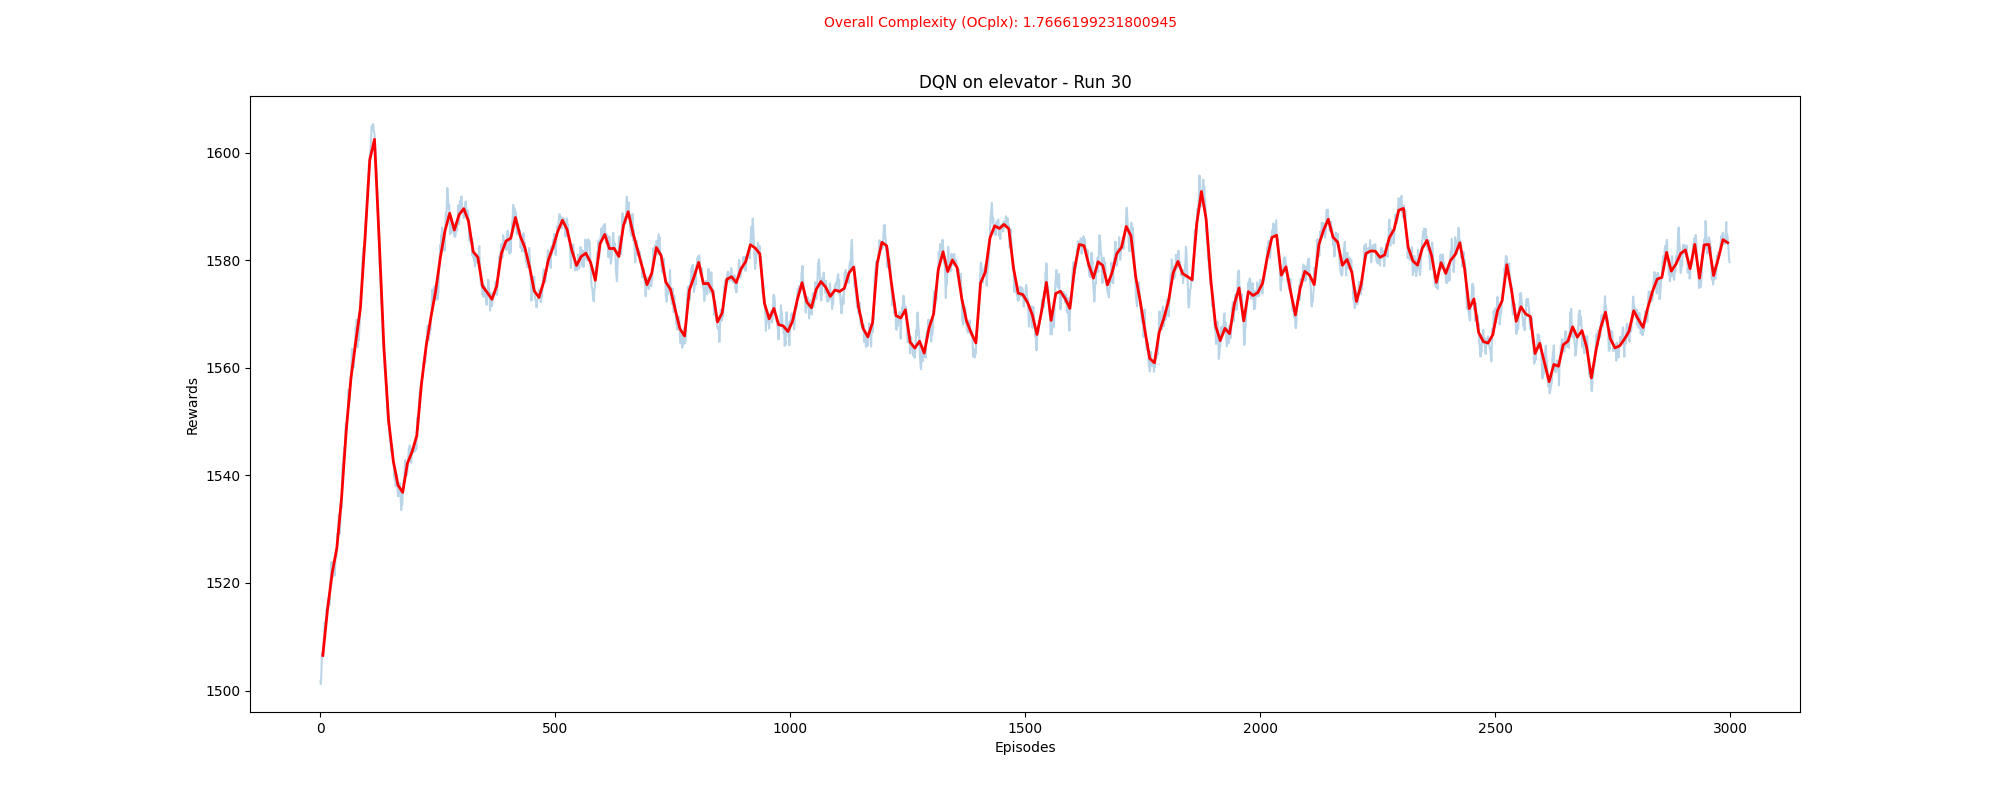 Overall Complexity (OCplx): 1.7666199231800945
DQN on elevator - Run 30
1600
1580
1560
1540
1520
1500
Rewards
0 500 1000 1500 2000 2500 3000
Episodes